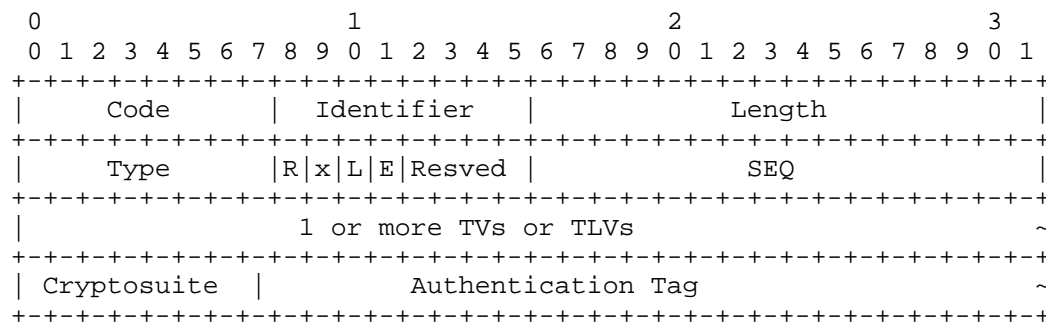 0                   1                   2                   3
 0 1 2 3 4 5 6 7 8 9 0 1 2 3 4 5 6 7 8 9 0 1 2 3 4 5 6 7 8 9 0 1
+-+-+-+-+-+-+-+-+-+-+-+-+-+-+-+-+-+-+-+-+-+-+-+-+-+-+-+-+-+-+-+-+
|     Code      |  Identifier   |            Length             |
+-+-+-+-+-+-+-+-+-+-+-+-+-+-+-+-+-+-+-+-+-+-+-+-+-+-+-+-+-+-+-+-+
|     Type      |R|x|L|E|Resved |             SEQ               |
+-+-+-+-+-+-+-+-+-+-+-+-+-+-+-+-+-+-+-+-+-+-+-+-+-+-+-+-+-+-+-+-+
|                 1 or more TVs or TLVs                         ~
+-+-+-+-+-+-+-+-+-+-+-+-+-+-+-+-+-+-+-+-+-+-+-+-+-+-+-+-+-+-+-+-+
| Cryptosuite  |         Authentication Tag                     ~
+-+-+-+-+-+-+-+-+-+-+-+-+-+-+-+-+-+-+-+-+-+-+-+-+-+-+-+-+-+-+-+-+